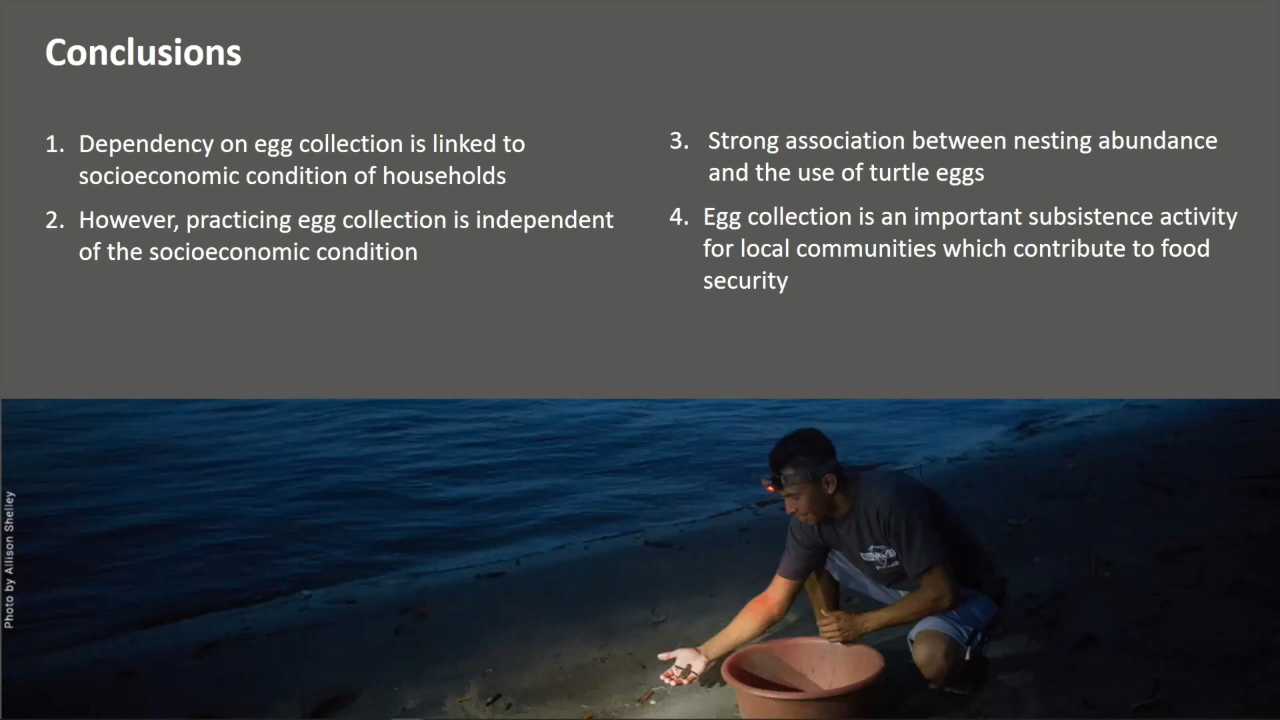 Conclusions
1. Dependency on egg collection is linked to
socioeconomic condition of households
2. However, practicing egg collection is independent
of the socioeconomic condition
3. Strong association between nesting abundance
and the use of turtle eggs
4. Egg collection is an important subsistence activity
for local communities which contribute to food
security
Photo by Allison Shelley